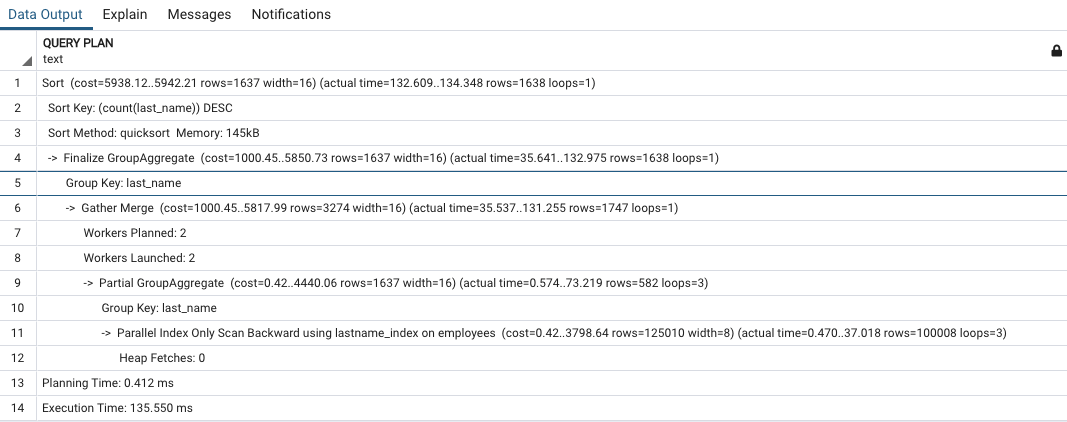 Data Output Explain Messages Notifications
QUERY PLAN
text
1 Sort (cost=5938.12..5942.21 rows=1637 width=16) (actual time=132.609..134.348 rows=1638 loops=1)
2 Sort Key: (count(last_name)) DESC
3 Sort Method: quicksort Memory: 145kB
4 -> Finalize GroupAggregate (cost=1000.45..5850.73 rows=1637 width=16) (actual time=35.641..132.975 rows=1638 loops=1)
5 Group Key: last_name
6 -> Gather Merge (cost=1000.45..5817.99 rows=3274 width=16) (actual time=35.537..131.255 rows=1747 loops=1)
7 Workers Planned: 2
8 Workers Launched: 2
9 -> Partial GroupAggregate (cost=0.42..4440.06 rows=1637 width=16) (actual time=0.574..73.219 rows=582 loops=3)
10 Group Key: last_name
11 -> Parallel Index Only Scan Backward using lastname_index on employees (cost=0.42..3798.64 rows=125010 width=8) (actual time=0.470..37.018 rows=100008 loops=3)
12 Heap Fetches: 0
13 Planning Time: 0.412 ms
14 Execution Time: 135.550 ms